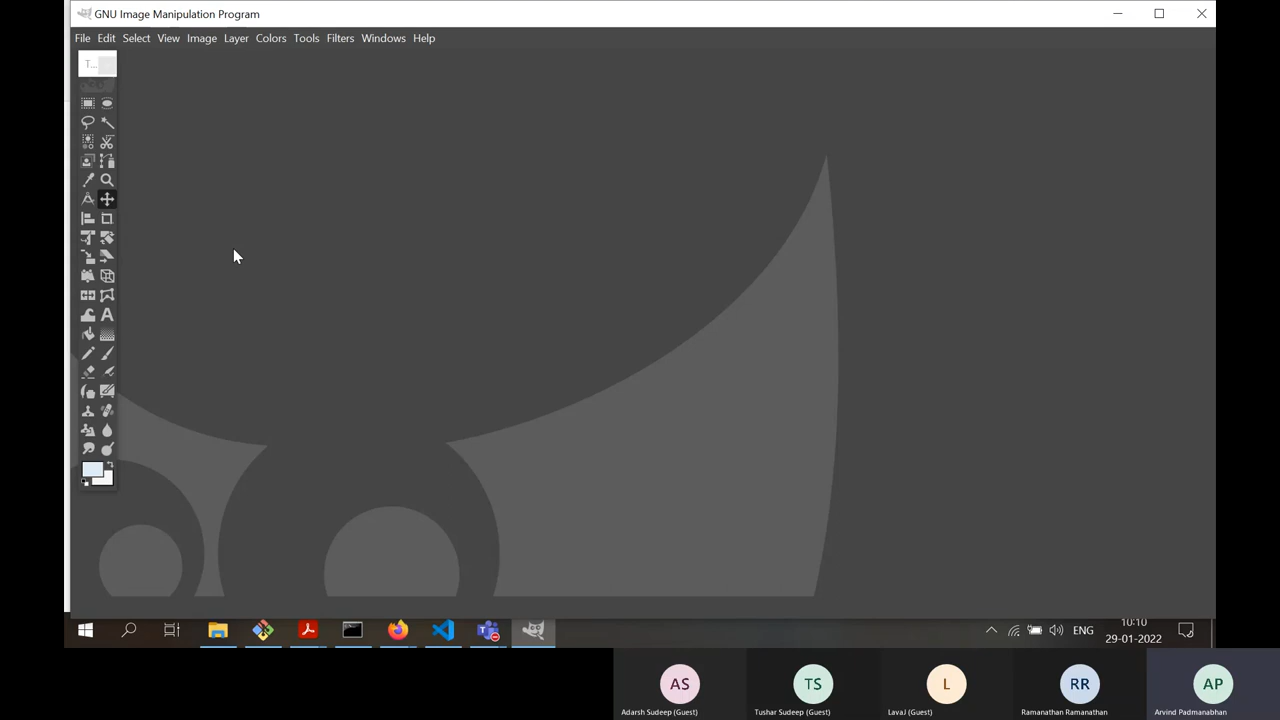 GNU Image Manipulation Program
File Edit Select View Image Layer Colors Tools Filters Windows Help
T...
A
ENG
10:10
29-01-2022
AS
TS
L
RR
AP
Adarsh Sudeep (Guest)
Tushar Sudeep (Guest)
LavaJ (Guest)
Ramanathan Ramanathan
Arvind Padmanabhan